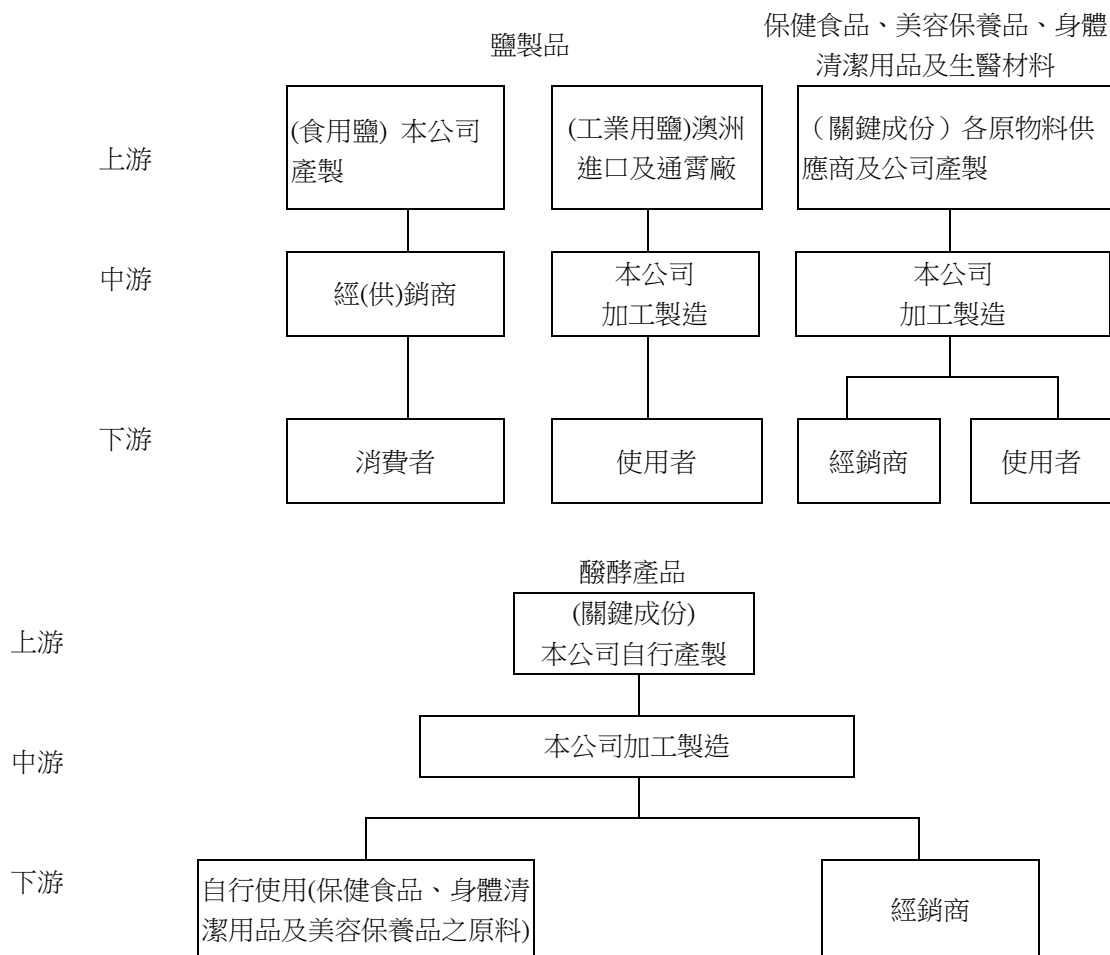 鹽製品
保健食品、美容保養品、身體
清潔用品及生醫材料
上游
(食用鹽) 本公司
產製
(工業用鹽)澳洲
進口及通霄廠
（關鍵成份）各原物料供
應商及公司產製
中游
經(供)銷商
本公司
加工製造
本公司
加工製造
下游
消費者
使用者
經銷商
使用者
醱酵產品
上游
(關鍵成份)
本公司自行產製
中游
本公司加工製造
下游
自行使用(保健食品、身體清
潔用品及美容保養品之原料)
經銷商